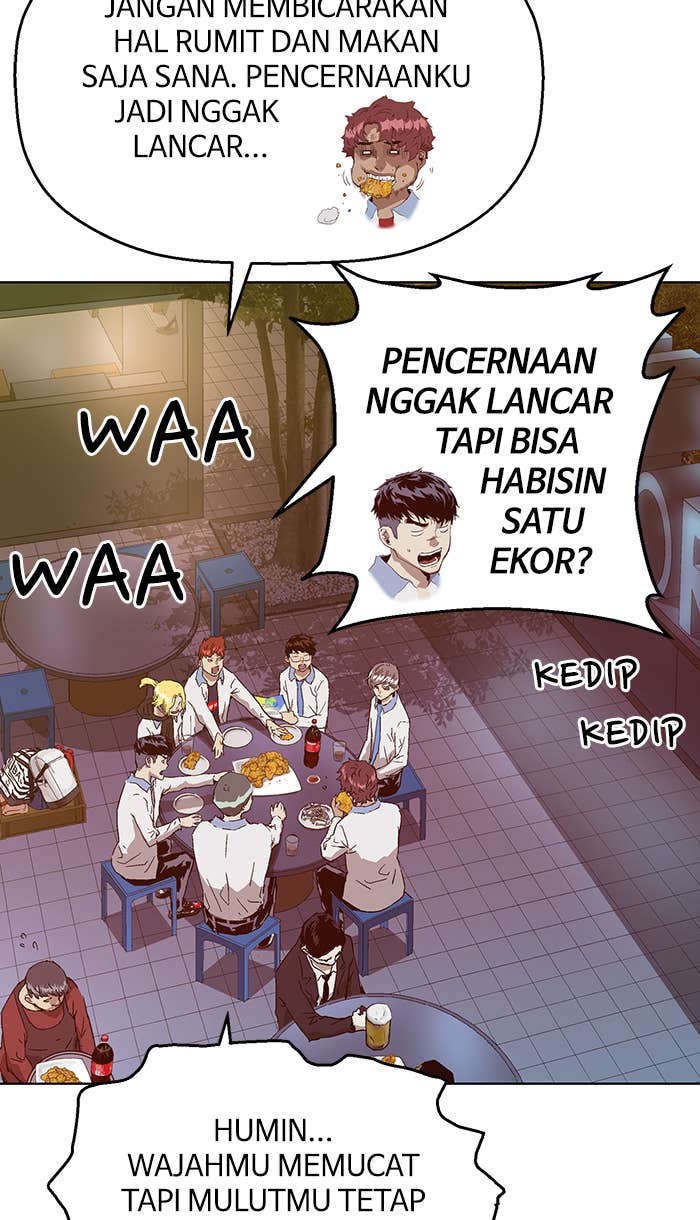 JANGAN MEMBICARAKAN
HAL RUMIT DAN MAKAN
SAJA SANA. PENCERNAANKU
JADI NGGAK
LANCAR...
PENCERNAAN
NGGAK LANCAR
TAPI BISA
HABISIN
SATU
EKOR?
WAA
WAA
KEDIP
KEDIP
HUMIN...
WAJAHMU MEMUCAT
TAPI MULUTMU TETAP